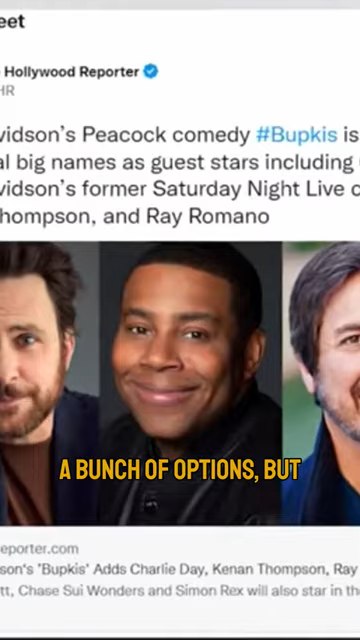 eet
Hollywood Reporter
HR
vidson's Peacock comedy #Bupkis is
al big names as guest stars including
vidson's former Saturday Night Live c
hompson, and Ray Romano
A BUNCH OF OPTIONS, BUT
eporter.com
son's 'Bupkis' Adds Charlie Day, Kenan Thompson, Ray
tt, Chase Sui Wonders and Simon Rex will also star in the